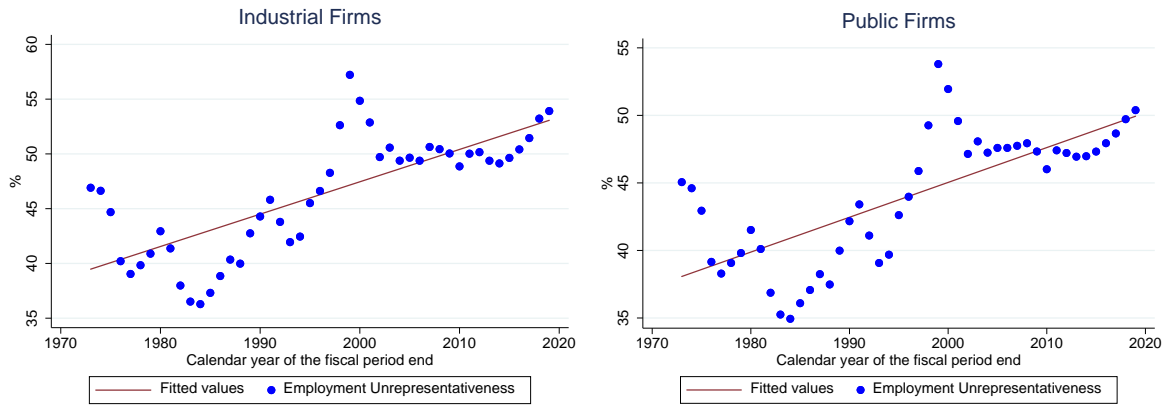 Industrial Firms
60
55
50
45
40
35
%
1970 1980 1990 2000 2010 2020
Calendar year of the fiscal period end
Fitted values Employment Unrepresentativeness
Public Firms
55
50
45
40
35
%
1970 1980 1990 2000 2010 2020
Calendar year of the fiscal period end
Fitted values Employment Unrepresentativeness